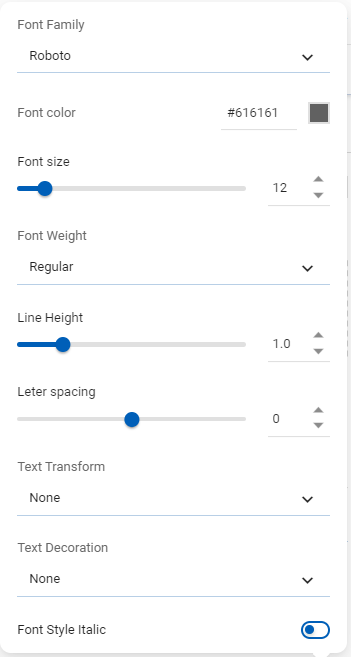 Font Family
Roboto
Font color #616161
Font size
12
Font Weight
Regular
Line Height
1.0
Leter spacing
0
Text Transform
None
Text Decoration
None
Font Style Italic